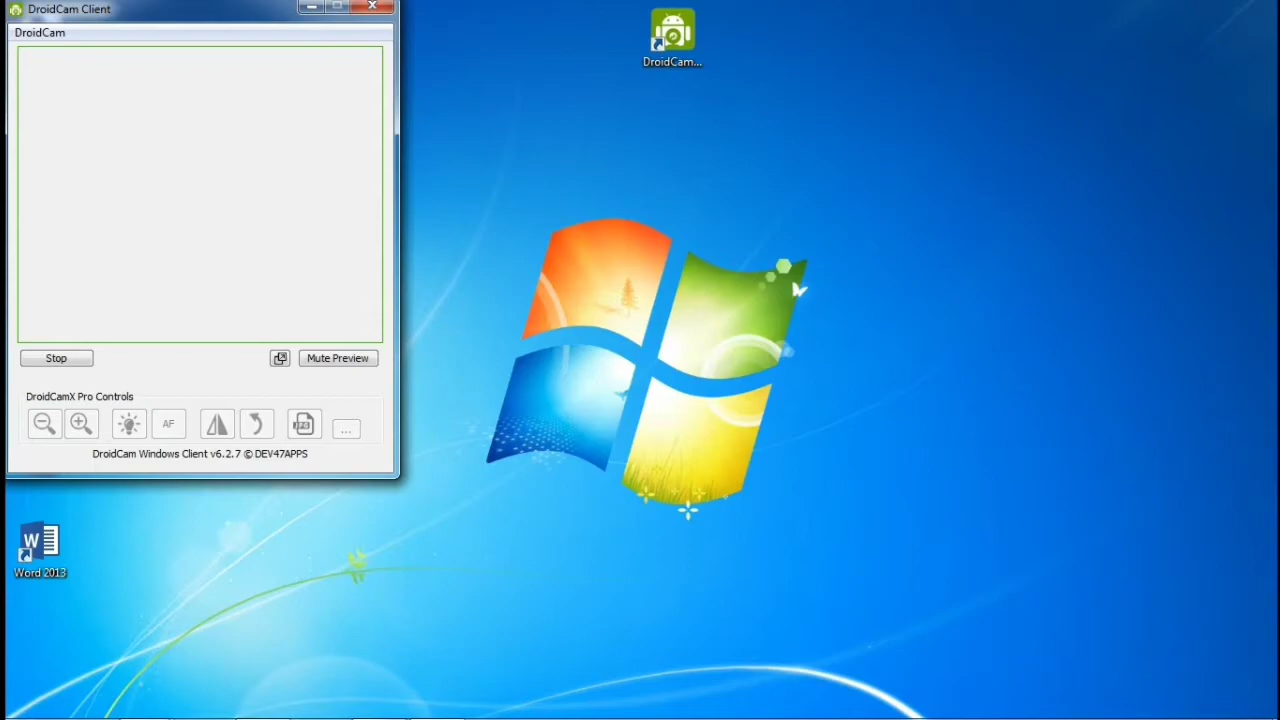 DroidCam Client
DroidCam
DroidCam...
Stop
Mute Preview
DroidCamX Pro Controls
AF
JPG
...
DroidCam Windows Client v6.2.7 © DEV47APPS
W
Word 2013